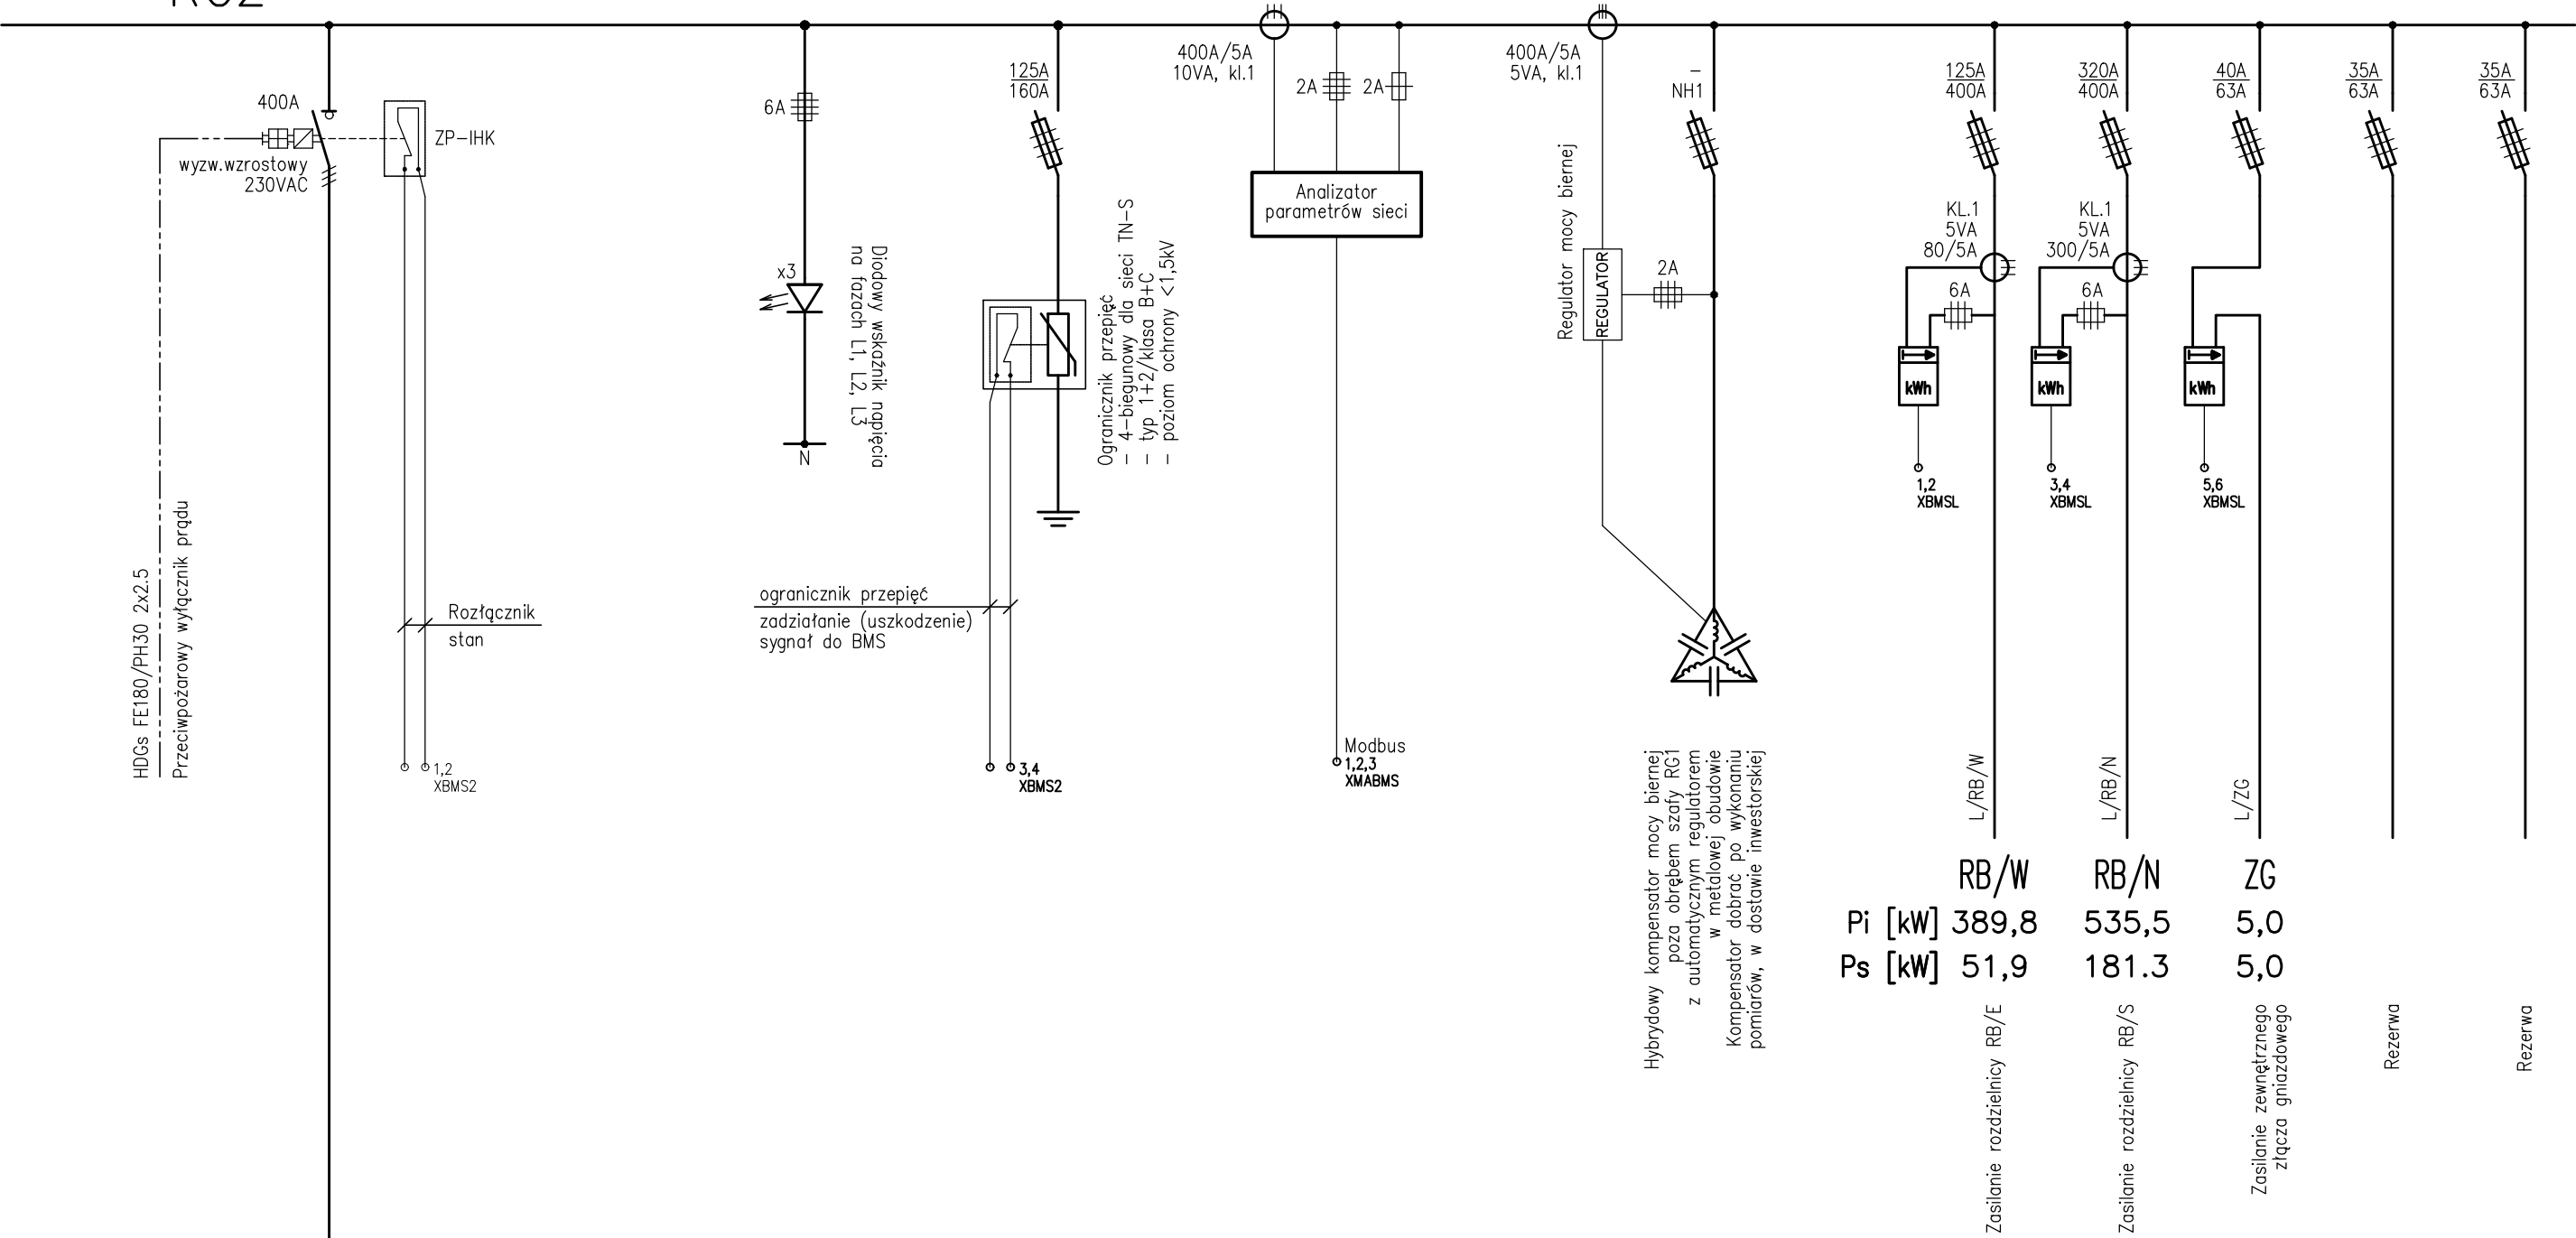 400A
wyzw.wzrostowy
230VAC
ZP-IHK
HDGs FE180/PH30 2x2.5
Przeciwpożarowy wyłącznik prądu
Rozłącznik
stan
1,2
XBMS2
6A
x3
N
Diodowy wskaźnik napięcia
na fazach L1, L2, L3
125A
160A
Ogranicznik przepięć
- 4-biegunowy dla sieci TN-S
- typ 1+2/klasa B+C
- poziom ochrony <1,5kV
ogranicznik przepięć
zadziałanie (uszkodzenie)
sygnał do BMS
3,4
XBMS2
400A/5A
10VA, kl.1
2A
2A
Analizator
parametrów sieci
Modbus
1,2,3
XMABMS
400A/5A
5VA, kl.1
Regulator mocy biernej
REGULATOR
2A
-
NH1
Hybrydowy kompensator mocy biernej
poza obrębem szafy RG1
z automatycznym regulatorem
w metalowej obudowie
Kompensator dobrać po wykonaniu
pomiarów, w dostawie inwestorskiej
125A
400A
KL.1
5VA
80/5A
6A
kWh
1,2
XBMSL
L/RB/W
320A
400A
KL.1
5VA
300/5A
6A
kWh
3,4
XBMSL
L/RB/N
40A
63A
kWh
5,6
XBMSL
L/ZG
35A
63A
35A
63A
RB/W RB/N ZG
Pi [kW] 389,8 535,5 5,0
Ps [kW] 51,9 181.3 5,0
Zasilanie rozdzielnicy RB/E
Zasilanie rozdzielnicy RB/S
Zasilanie zewnętrznego
złącza gniazdowego
Rezerwa
Rezerwa